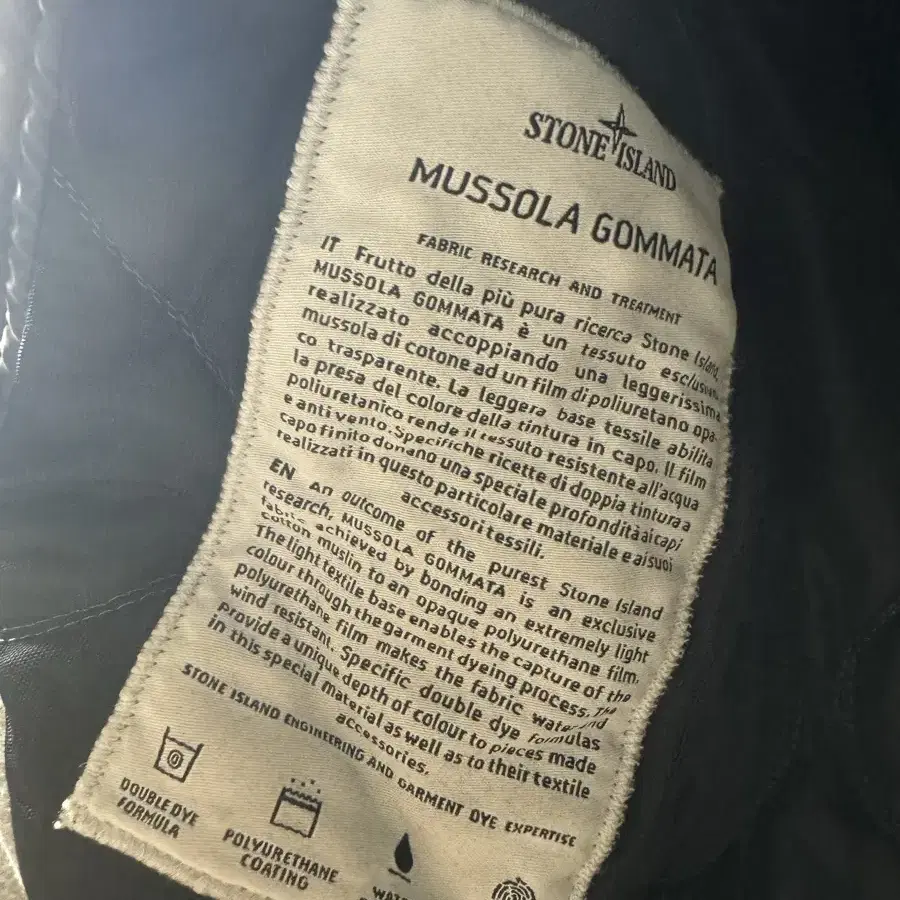 STONE ISLAND
MUSSOLA GOMMATA
FABRIC RESEARCH AND TREATMENT
IT Frutto della più pura ricerca Stone Island,
MUSSOLA GOMMATA è un tessuto esclusivo
realizzato accoppiando una leggerissima
mussola di cotone ad un film di poliuretano opa-
co trasparente. La leggera base tessile abilita
la presa del colore della tintura in capo. Il film
poliuretanico rende il tessuto resistente all'acqua
e anti vento. Specifiche ricette di doppia tintura a
capo finito donano una speciale profondità ai capi
realizzati in questo particolare materiale e ai suoi
accessori tessili.
EN An outcome of the purest Stone Island
research, MUSSOLA GOMMATA is an exclusive
fabric achieved by bonding an extremely light
cotton muslin to an opaque polyurethane film.
The light textile base enables the capture of the
colour through the garment dyeing process. The
polyurethane film makes the fabric water and
wind resistant. Specific double dye formulas
provide a unique depth of colour to pieces made
in this special material as well as to their textile
accessories.
STONE ISLAND ENGINEERING AND GARMENT DYE EXPERTISE
DOUBLE DYE
FORMULA
POLYURETHANE
COATING